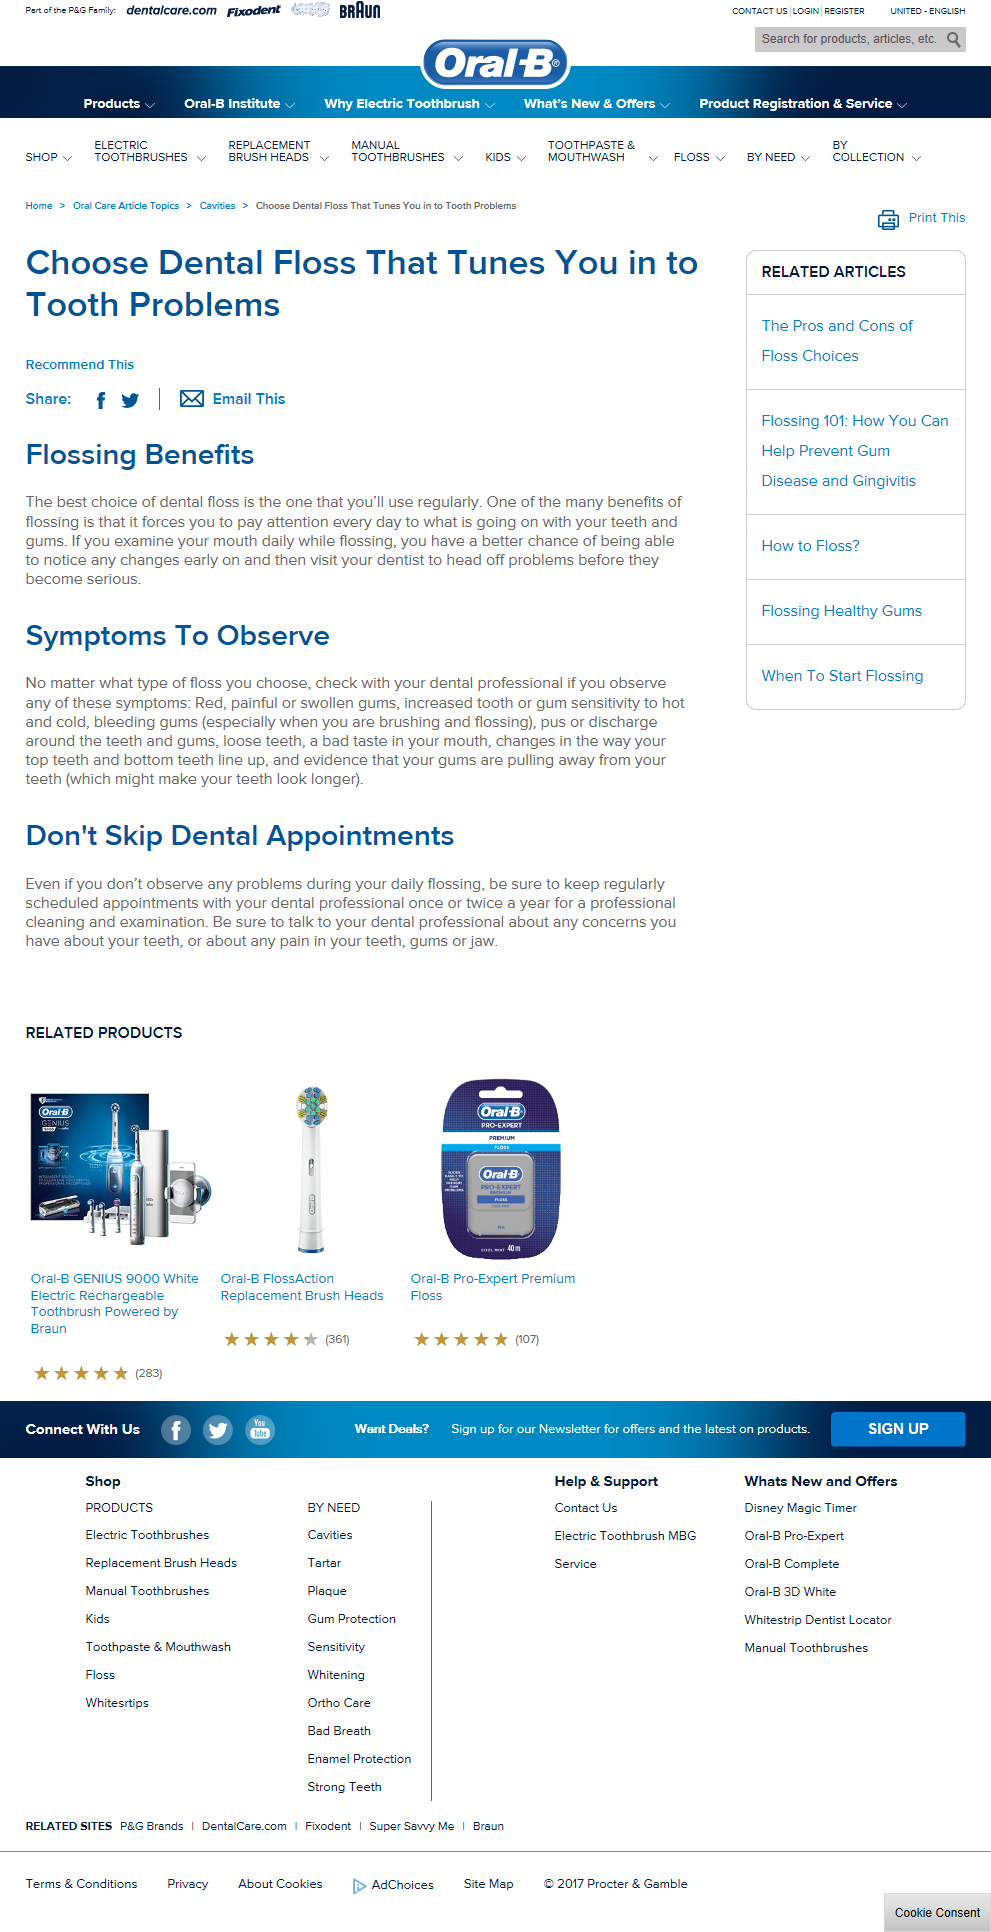 Part of the P&G Family: dentalcare.com Fixodent BRAUN
CONTACT US | LOGIN | REGISTER UNITED - ENGLISH
Search for products, articles, etc.
Oral-B®
Products Oral-B Institute Why Electric Toothbrush What's New & Offers Product Registration & Service
SHOP
ELECTRIC
TOOTHBRUSHES
REPLACEMENT
BRUSH HEADS
MANUAL
TOOTHBRUSHES
KIDS
TOOTHPASTE &
MOUTHWASH
FLOSS
BY NEED
BY
COLLECTION
Home > Oral Care Article Topics > Cavities > Choose Dental Floss That Tunes You in to Tooth Problems
Print This
Choose Dental Floss That Tunes You in to
Tooth Problems
Recommend This
Share: Email This
Flossing Benefits
The best choice of dental floss is the one that you'll use regularly. One of the many benefits of
flossing is that it forces you to pay attention every day to what is going on with your teeth and
gums. If you examine your mouth daily while flossing, you have a better chance of being able
to notice any changes early on and then visit your dentist to head off problems before they
become serious.
Symptoms To Observe
No matter what type of floss you choose, check with your dental professional if you observe
any of these symptoms: Red, painful or swollen gums, increased tooth or gum sensitivity to hot
and cold, bleeding gums (especially when you are brushing and flossing), pus or discharge
around the teeth and gums, loose teeth, a bad taste in your mouth, changes in the way your
top teeth and bottom teeth line up, and evidence that your gums are pulling away from your
teeth (which might make your teeth look longer).
Don't Skip Dental Appointments
Even if you don't observe any problems during your daily flossing, be sure to keep regularly
scheduled appointments with your dental professional once or twice a year for a professional
cleaning and examination. Be sure to talk to your dental professional about any concerns you
have about your teeth, or about any pain in your teeth, gums or jaw.
RELATED ARTICLES
The Pros and Cons of
Floss Choices
Flossing 101: How You Can
Help Prevent Gum
Disease and Gingivitis
How to Floss?
Flossing Healthy Gums
When To Start Flossing
RELATED PRODUCTS
Oral-B
GENIUS
Oral-B
PRO-EXPERT
PREMIUM
FLOSS
Oral-B
PRO-EXPERT
PREMIUM
FLOSS
COOL MINT 40m
Oral-B GENIUS 9000 White
Electric Rechargeable
Toothbrush Powered by
Braun
(283)
Oral-B FlossAction
Replacement Brush Heads
(361)
Oral-B Pro-Expert Premium
Floss
(107)
Connect With Us You Tube Want Deals? Sign up for our Newsletter for offers and the latest on products. SIGN UP
Shop
PRODUCTS
Electric Toothbrushes
Replacement Brush Heads
Manual Toothbrushes
Kids
Toothpaste & Mouthwash
Floss
Whitesrtips
BY NEED
Cavities
Tartar
Plaque
Gum Protection
Sensitivity
Whitening
Ortho Care
Bad Breath
Enamel Protection
Strong Teeth
Help & Support
Contact Us
Electric Toothbrush MBG
Service
Whats New and Offers
Disney Magic Timer
Oral-B Pro-Expert
Oral-B Complete
Oral-B 3D White
Whitestrip Dentist Locator
Manual Toothbrushes
RELATED SITES P&G Brands | DentalCare.com | Fixodent | Super Savvy Me | Braun
Terms & Conditions Privacy About Cookies AdChoices Site Map © 2017 Procter & Gamble
Cookie Consent